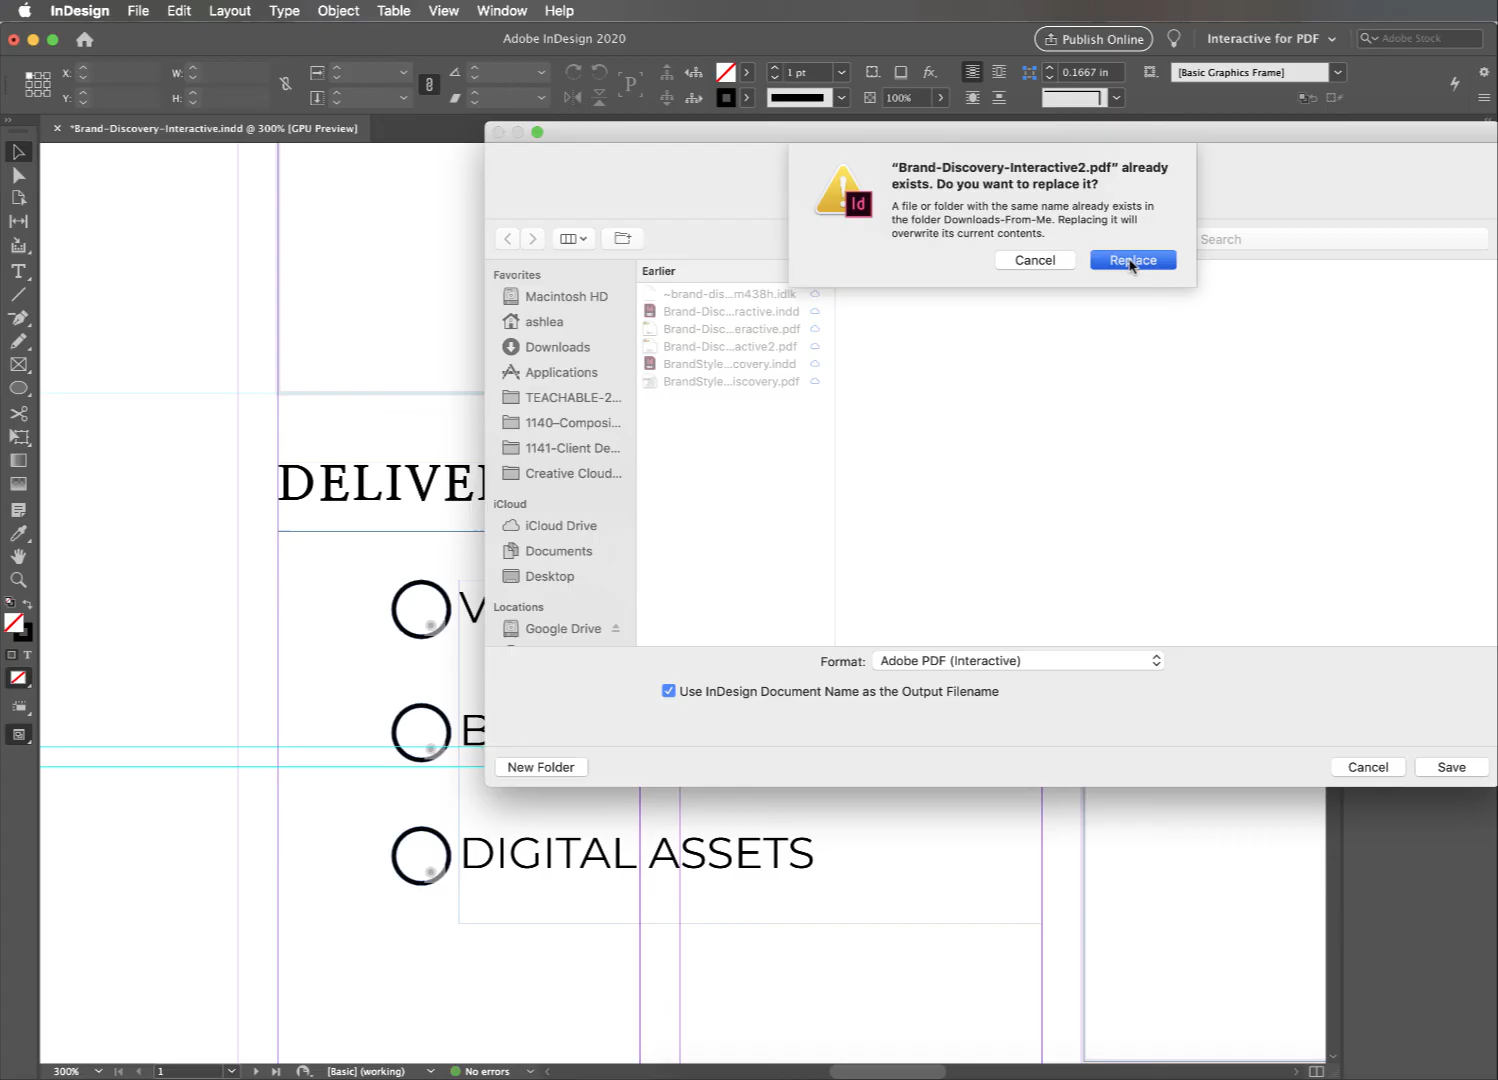 InDesign File Edit Layout Type Object Table View Window Help
Adobe InDesign 2020
Publish Online
Interactive for PDF
Adobe Stock
X: W: 1 pt 0.1667 in [Basic Graphics Frame]
Y: H: 100%
*Brand-Discovery-Interactive.indd @ 300% [GPU Preview]
“Brand-Discovery-Interactive2.pdf” already
exists. Do you want to replace it?
A file or folder with the same name already exists in
the folder Downloads-From-Me. Replacing it will
overwrite its current contents.
Cancel Replace
Search
Favorites
Macintosh HD
ashlea
Downloads
Applications
TEACHABLE-2...
1140–Composi...
1141-Client De...
Creative Cloud...
iCloud
iCloud Drive
Documents
Desktop
Locations
Google Drive
Earlier
~brand-dis...m438h.idlk
Brand-Disc...ractive.indd
Brand-Disc...eractive.pdf
Brand-Disc...active2.pdf
BrandStyle...covery.indd
BrandStyle...iscovery.pdf
Format: Adobe PDF (Interactive)
Use InDesign Document Name as the Output Filename
New Folder Cancel Save
DELIVE
V
B
DIGITAL ASSETS
300% 1 [Basic] (working) No errors